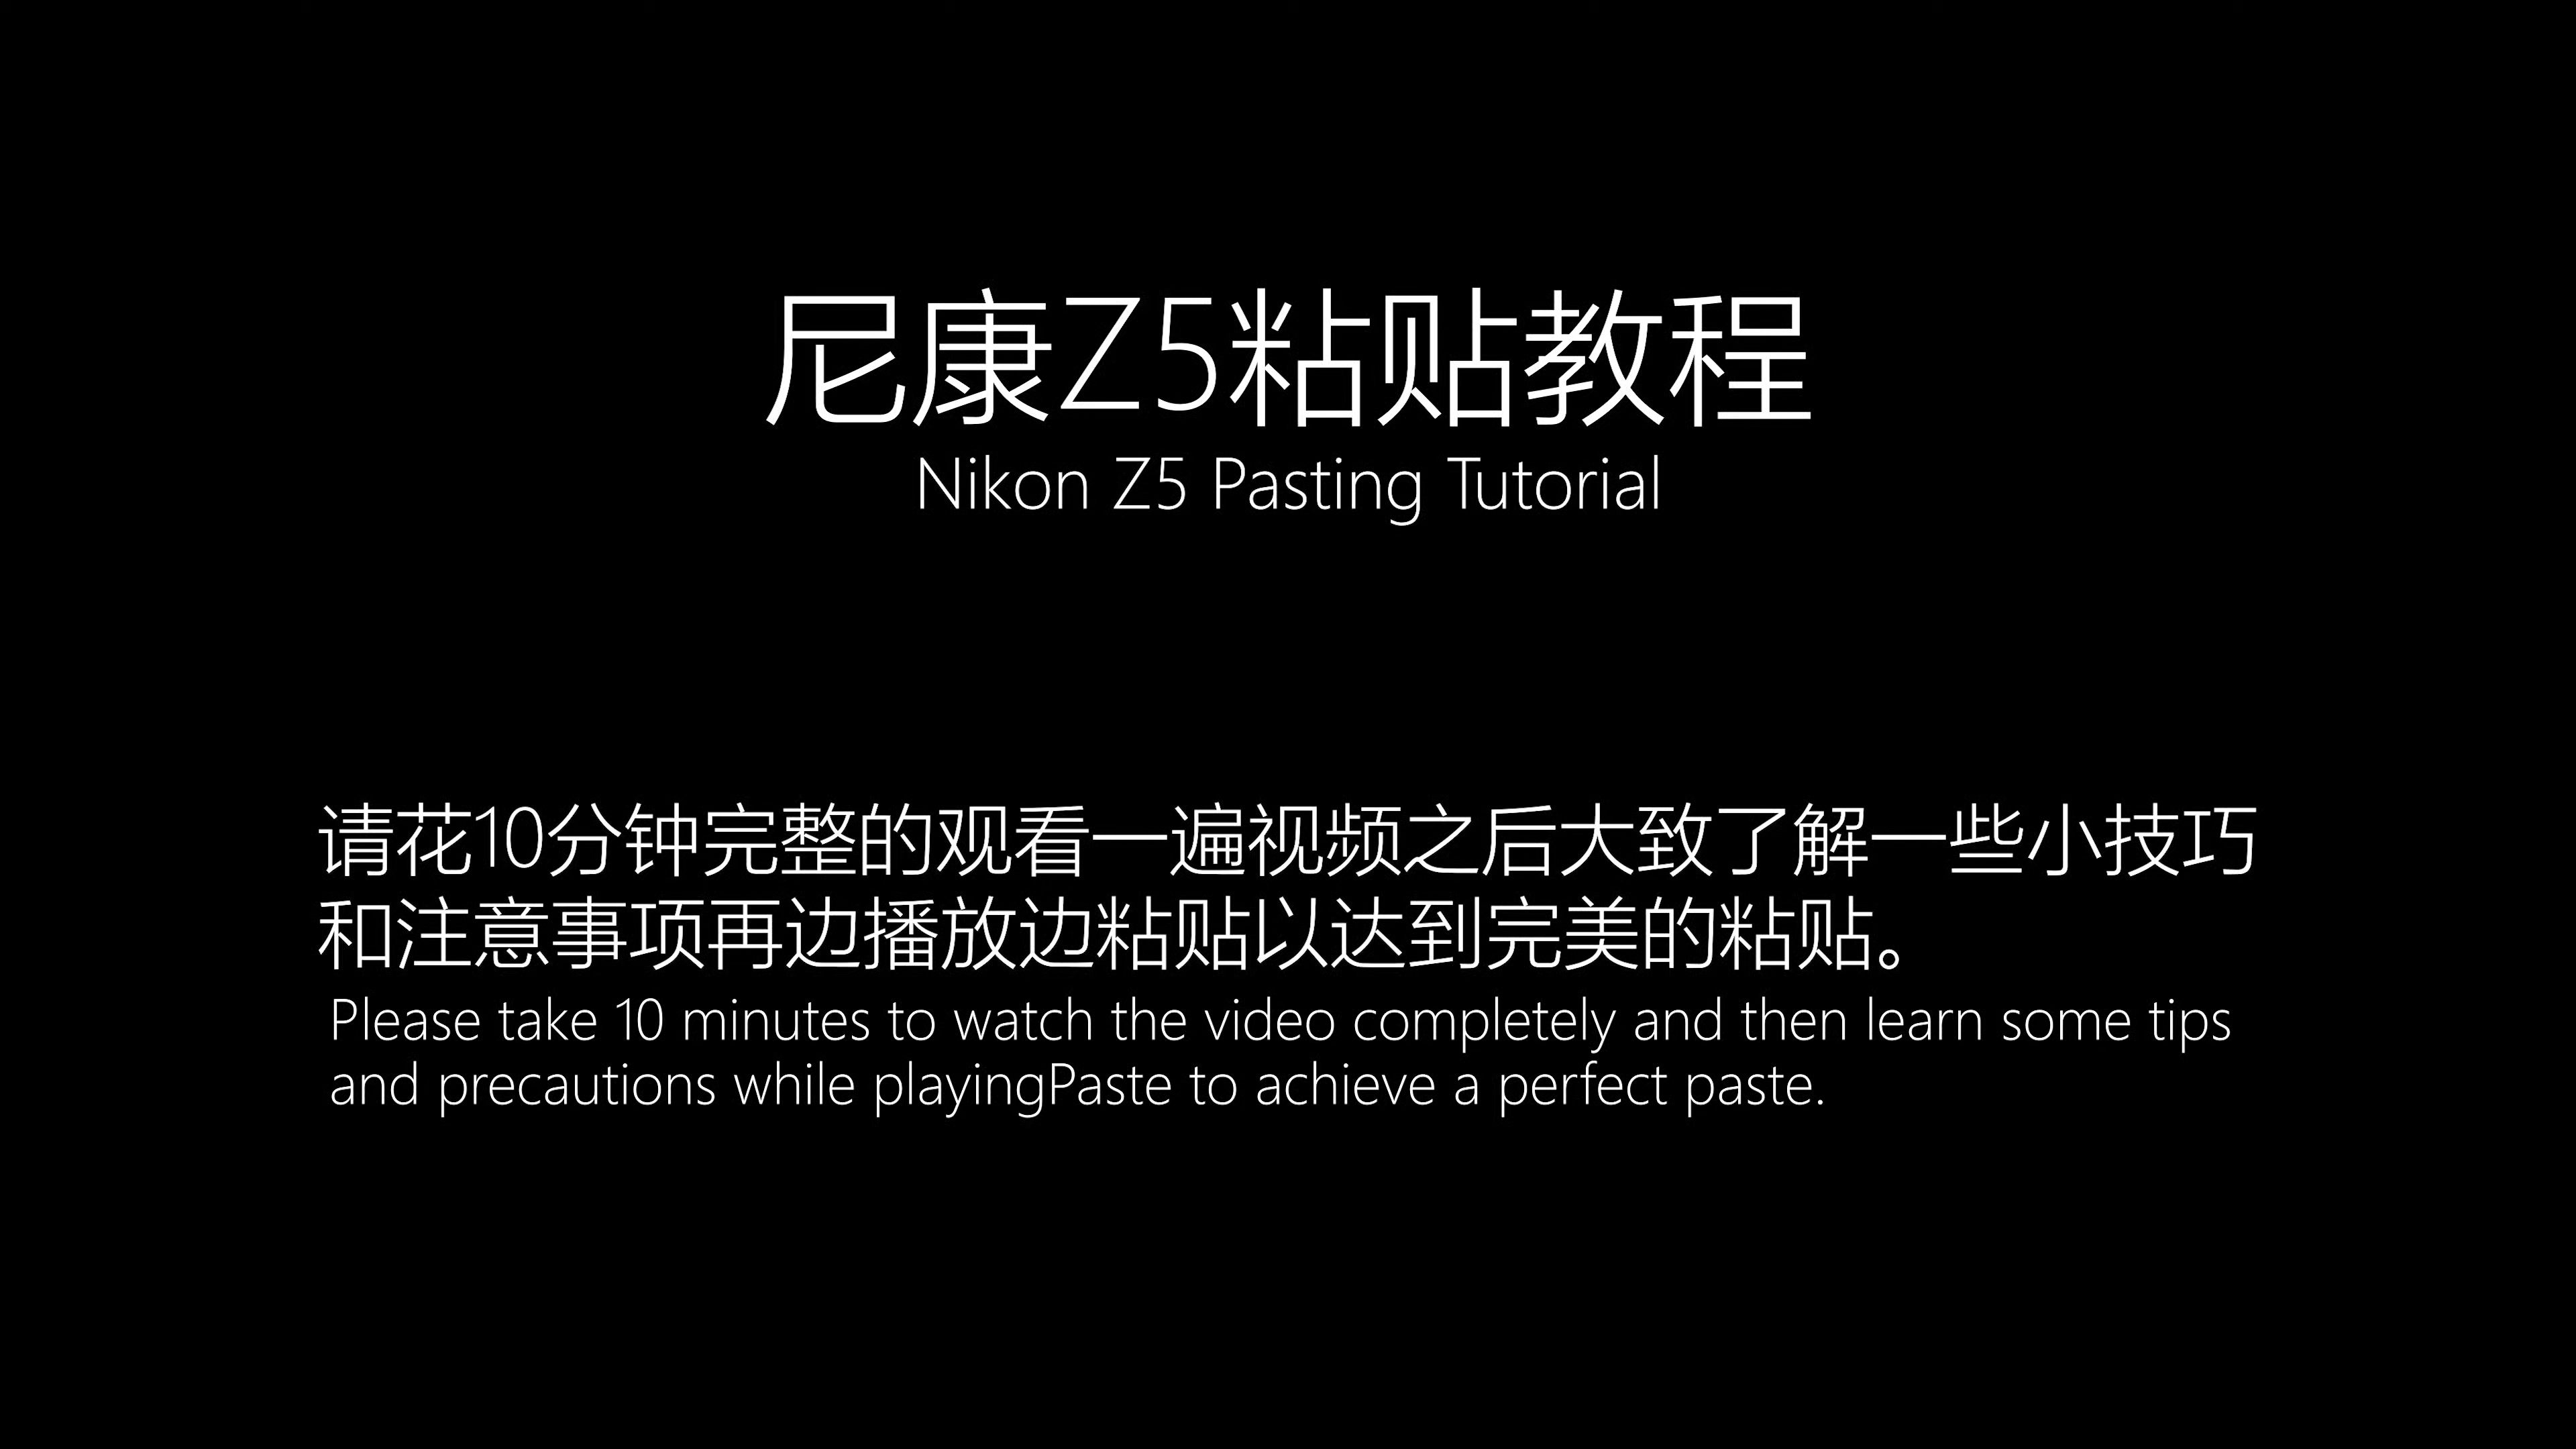 尼康Z5粘贴教程
Nikon Z5 Pasting Tutorial
请花10分钟完整的观看一遍视频之后大致了解一些小技巧
和注意事项再边播放边粘贴以达到完美的粘贴。
Please take 10 minutes to watch the video completely and then learn some tips
and precautions while playingPaste to achieve a perfect paste.